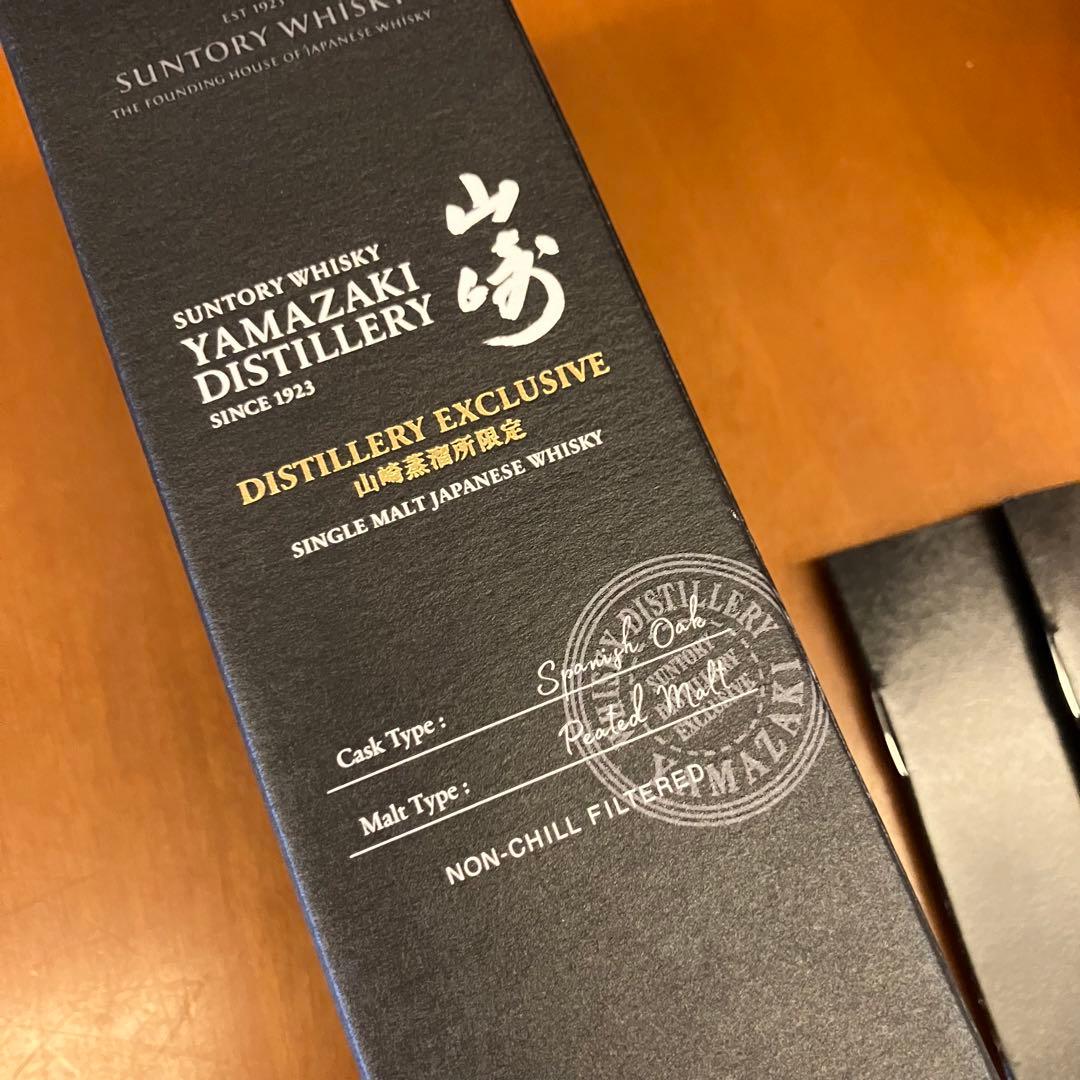 EST 1923
SUNTORY WHISKY
THE FOUNDING HOUSE OF JAPANESE WHISKY
山崎
SUNTORY WHISKY
YAMAZAKI
DISTILLERY
SINCE 1923
DISTILLERY EXCLUSIVE
山崎蒸溜所限定
SINGLE MALT JAPANESE WHISKY
Cask Type : Spanish Oak
Malt Type : Peated Malt
NON-CHILL FILTERED
DISTILLERY
YAMAZAKI
SUNTORY
EXCLUSIVE